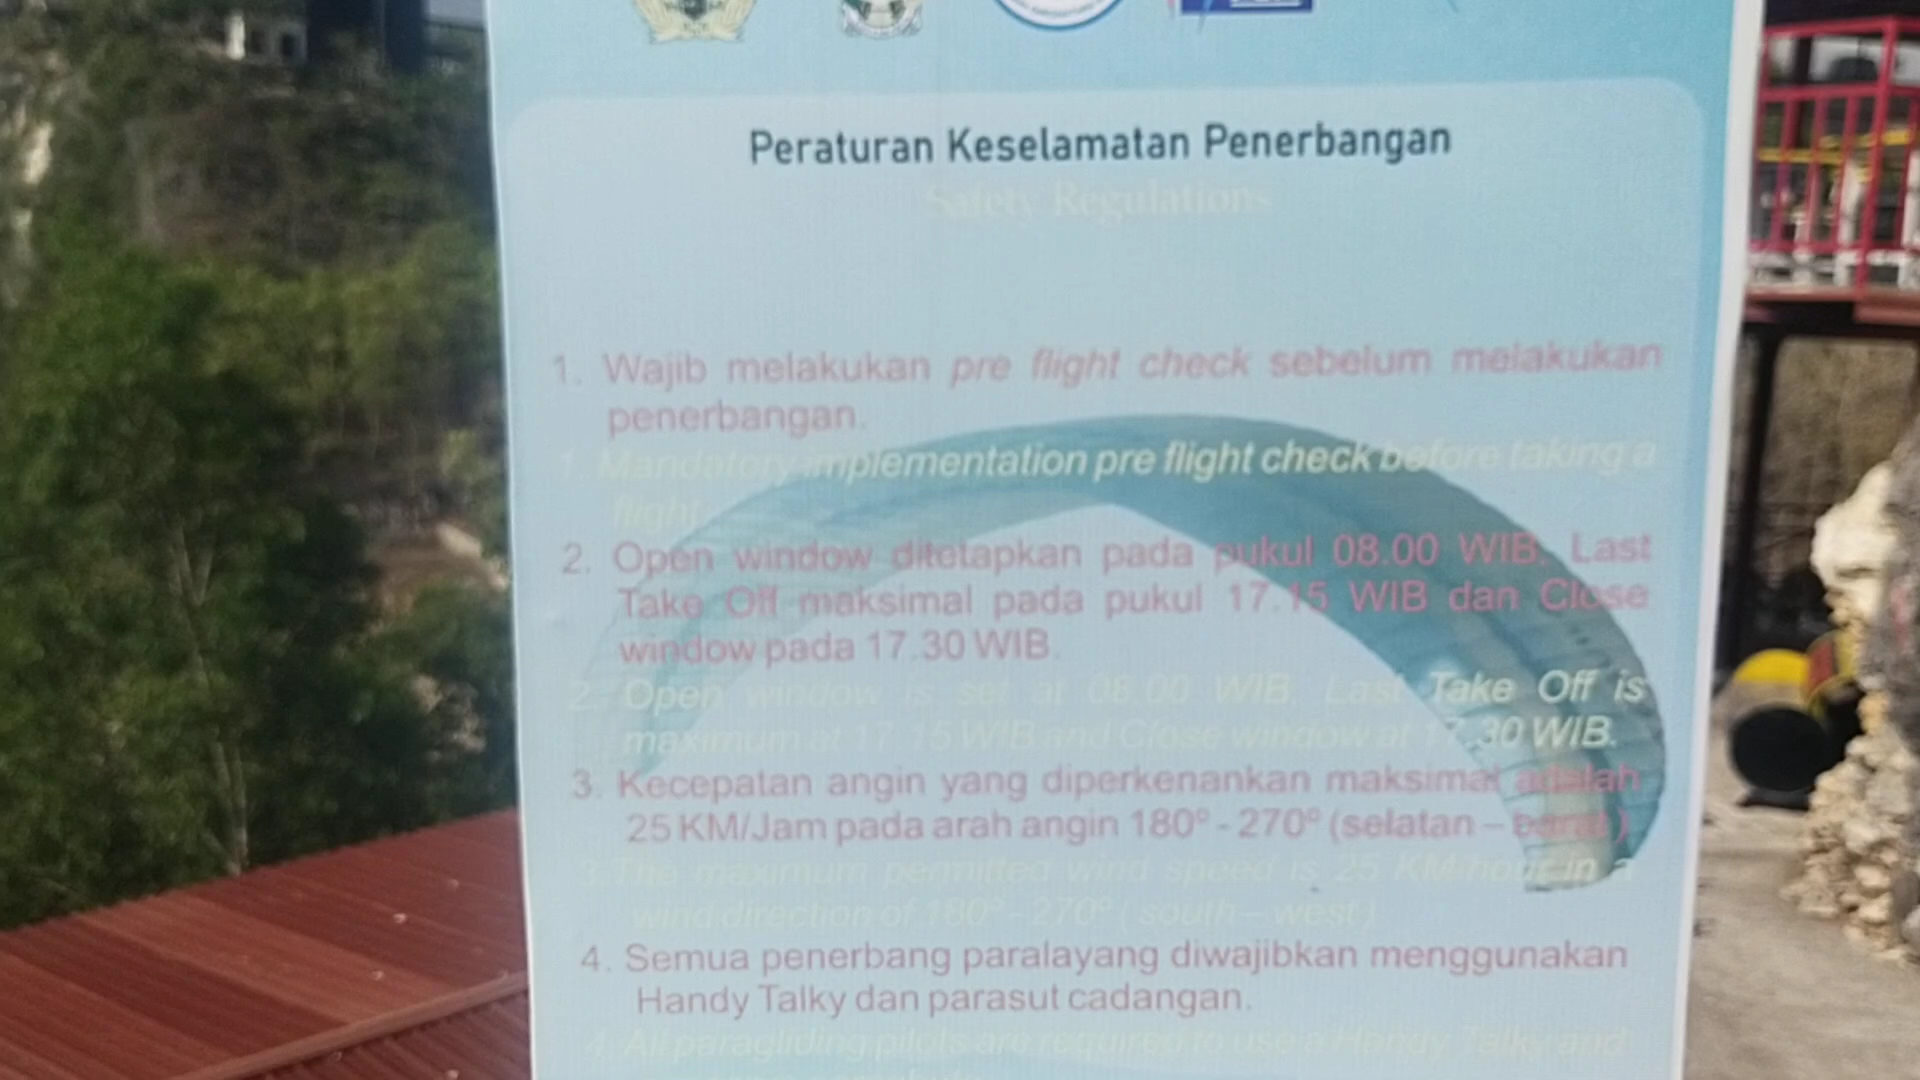 Peraturan Keselamatan Penerbangan
Safety Regulations
1. Wajib melakukan pre flight check sebelum melakukan
penerbangan.
1. Mandatory implementation pre flight check before taking a
flight
2. Open window ditetapkan pada pukul 08.00 WIB, Last
Take Off maksimal pada pukul 17.15 WIB dan Close
window pada 17.30 WIB.
2. Open window is set at 08.00 WIB, Last Take Off is
maximum at 17.15 WIB and Close window at 17.30 WIB.
3. Kecepatan angin yang diperkenankan maksimal adalah
25 KM/Jam pada arah angin 180° - 270° (selatan – barat)
3. The maximum permitted wind speed is 25 KM/hour in a
wind direction of 180° - 270° (south – west)
4. Semua penerbang paralayang diwajibkan menggunakan
Handy Talky dan parasut cadangan.
4. All paragliding pilots are required to use a Handy Talky and